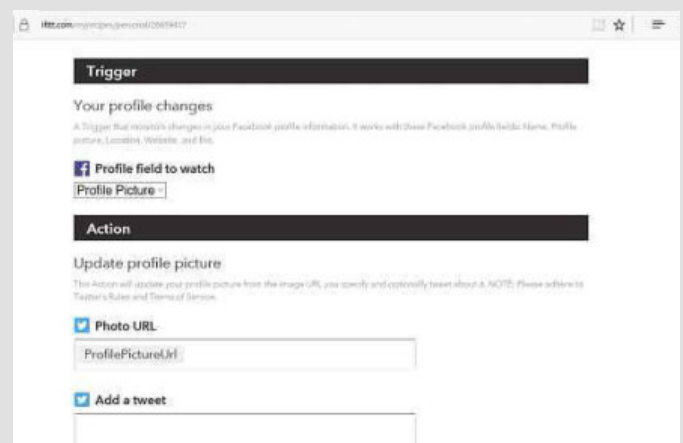 ifttt.com/myrecipes/personal/26659417
Trigger
Your profile changes
A Trigger that monitors changes in your Facebook profile information. It works with these Facebook profile fields: Name, Profile
picture, Location, Website, and Bio.
Profile field to watch
Profile Picture
Action
Update profile picture
This Action will update your profile picture from the image URL you specify and optionally tweet about it. NOTE: Please adhere to
Twitter's Rules and Terms of Service.
Photo URL
ProfilePictureUrl
Add a tweet